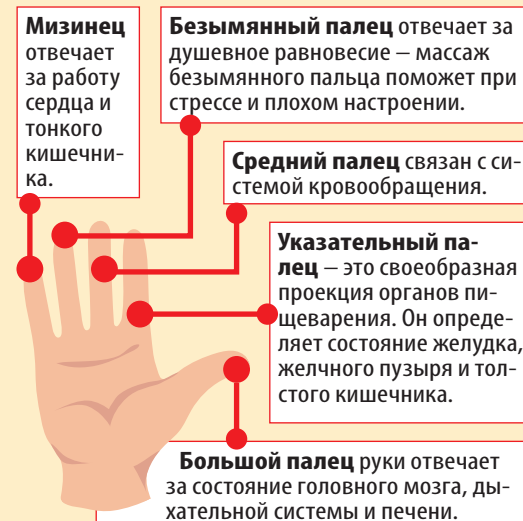 Мизинец
отвечает
за работу
сердца и
тонкого
кишечни-
ка.
Безымянный палец отвечает за
душевное равновесие – массаж
безымянного пальца поможет при
стрессе и плохом настроении.
Средний палец связан с си-
стемой кровообращения.
Указательный па-
лец – это своеобразная
проекция органов пи-
щеварения. Он опреде-
ляет состояние желудка,
желчного пузыря и тол-
стого кишечника.
Большой палец руки отвечает
за состояние головного мозга, ды-
хательной системы и печени.